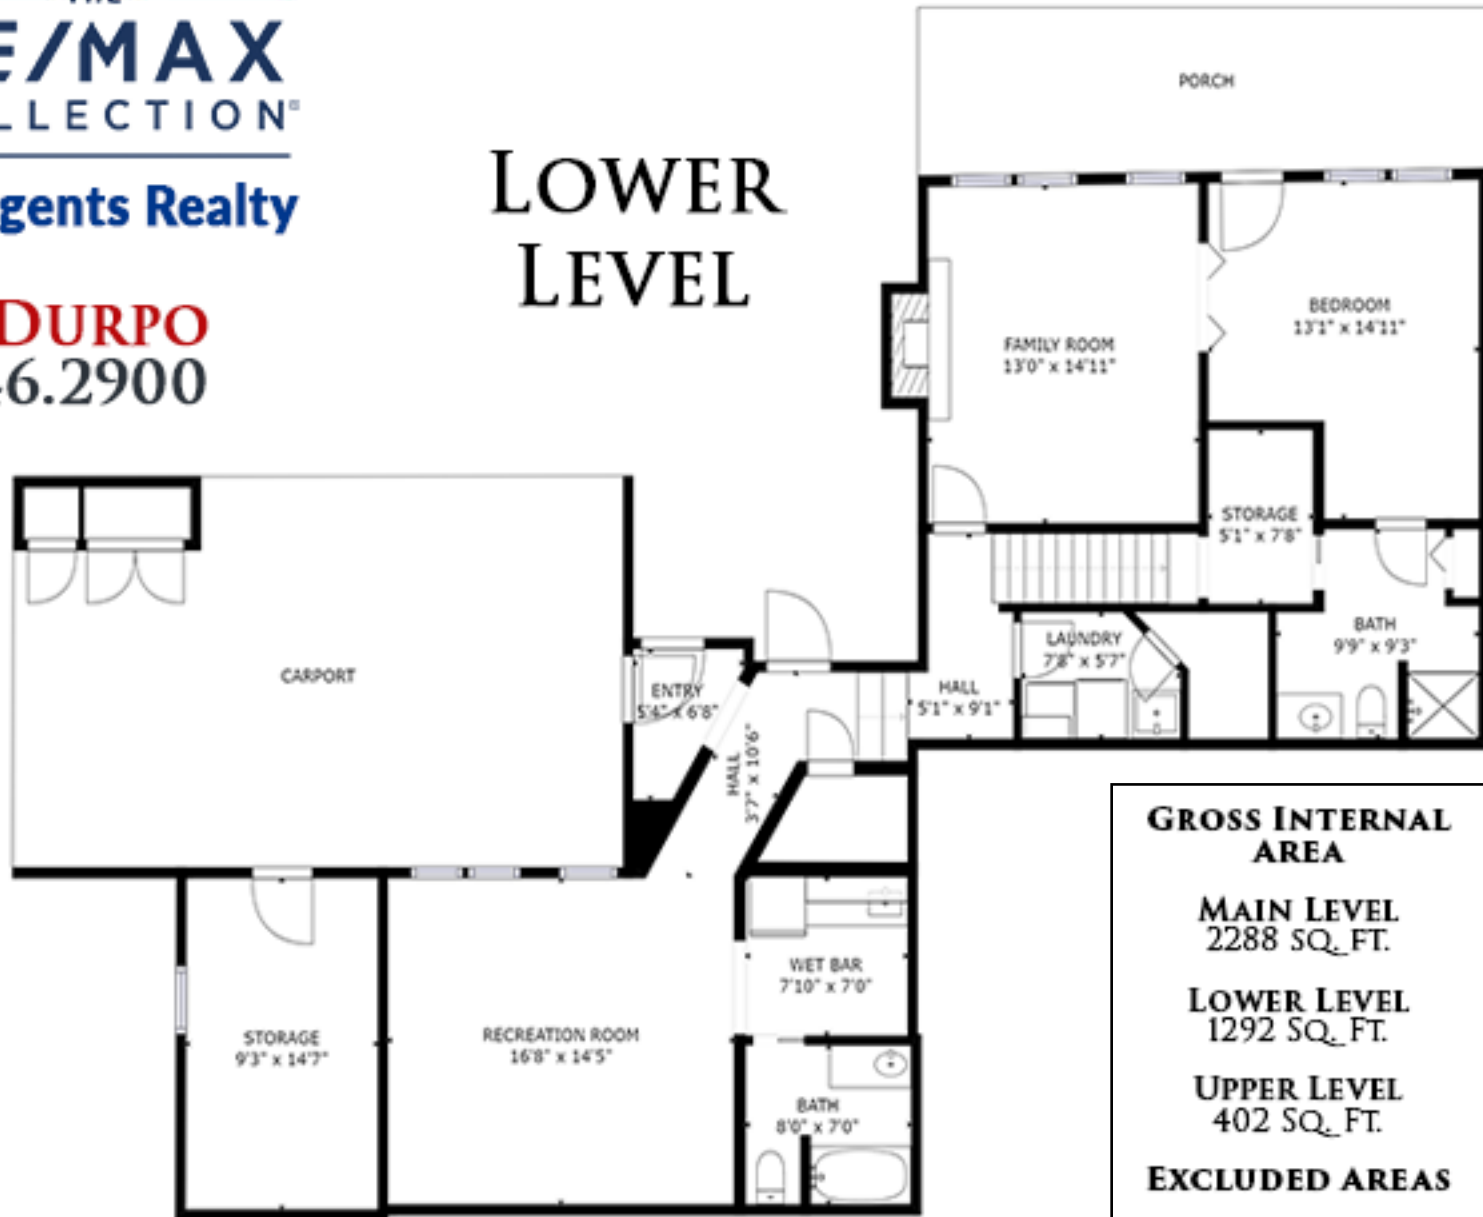 THE
E/MAX
LLECTION
gents Realty
DURPO
6.2900
LOWER
LEVEL
PORCH
FAMILY ROOM
13'0" x 14'11"
BEDROOM
13'1" x 14'11"
STORAGE
5'1" x 7'8"
CARPORT
ENTRY
5'4" x 6'8"
HALL
3'7" x 10'6"
HALL
5'1" x 9'1"
LAUNDRY
7'8" x 5'7"
BATH
9'9" x 9'3"
STORAGE
9'3" x 14'7"
RECREATION ROOM
16'8" x 14'5"
WET BAR
7'10" x 7'0"
BATH
8'0" x 7'0"
GROSS INTERNAL
AREA
MAIN LEVEL
2288 SQ. FT.
LOWER LEVEL
1292 SQ. FT.
UPPER LEVEL
402 SQ. FT.
EXCLUDED AREAS